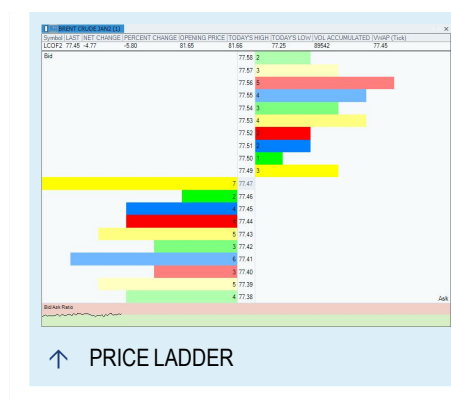 BRENT CRUDE JAN2 (1) ×
Symbol LAST NET CHANGE PERCENT CHANGE OPENING PRICE TODAY'S HIGH TODAY'S LOW VOL ACCUMULATED VWAP (Tick)
LCOF2 77.45 -4.77 -5.80 81.65 81.66 77.25 89542 77.45
Bid 77.58 2
77.57 3
77.56 5
77.55 4
77.54 3
77.53 4
77.52
77.51 2
77.50 1
77.49 3
7 77.47
2 77.46
4 77.45
77.44
5 77.43
3 77.42
6 77.41
3 77.40
5 77.39
4 77.38 Ask
Bid/Ask Ratio
↑ PRICE LADDER